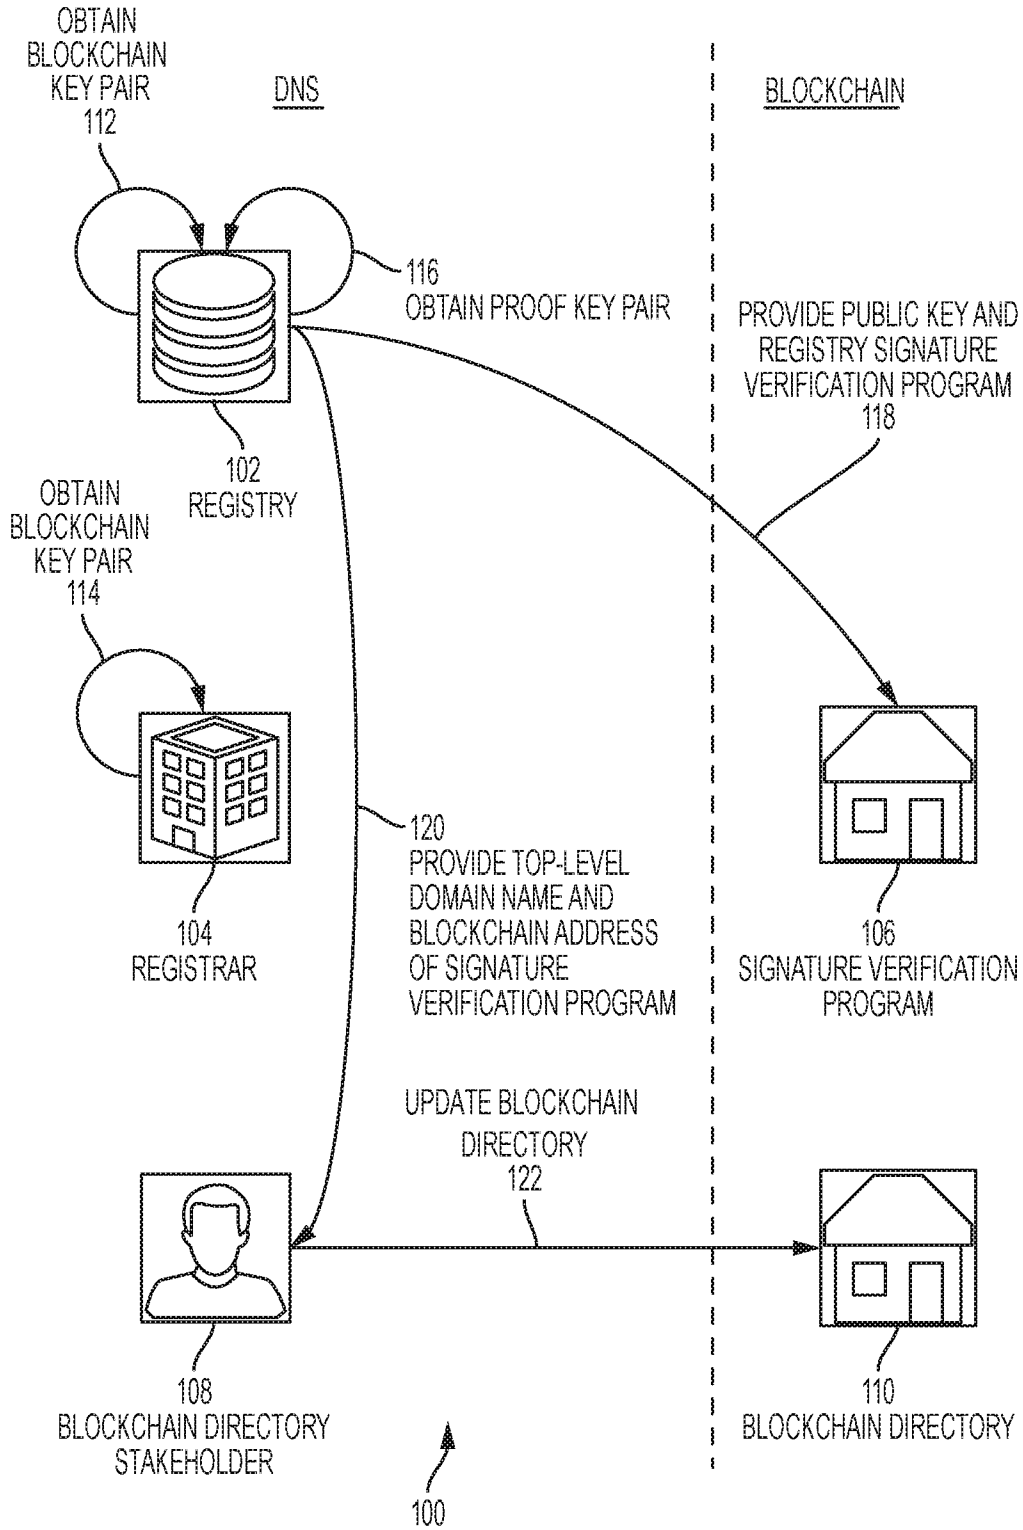 OBTAIN
BLOCKCHAIN
KEY PAIR
112
DNS
BLOCKCHAIN
116
OBTAIN PROOF KEY PAIR
PROVIDE PUBLIC KEY AND
REGISTRY SIGNATURE
VERIFICATION PROGRAM
118
102
REGISTRY
OBTAIN
BLOCKCHAIN
KEY PAIR
114
104
REGISTRAR
120
PROVIDE TOP-LEVEL
DOMAIN NAME AND
BLOCKCHAIN ADDRESS
OF SIGNATURE
VERIFICATION PROGRAM
106
SIGNATURE VERIFICATION
PROGRAM
UPDATE BLOCKCHAIN
DIRECTORY
122
108
BLOCKCHAIN DIRECTORY
STAKEHOLDER
110
BLOCKCHAIN DIRECTORY
100